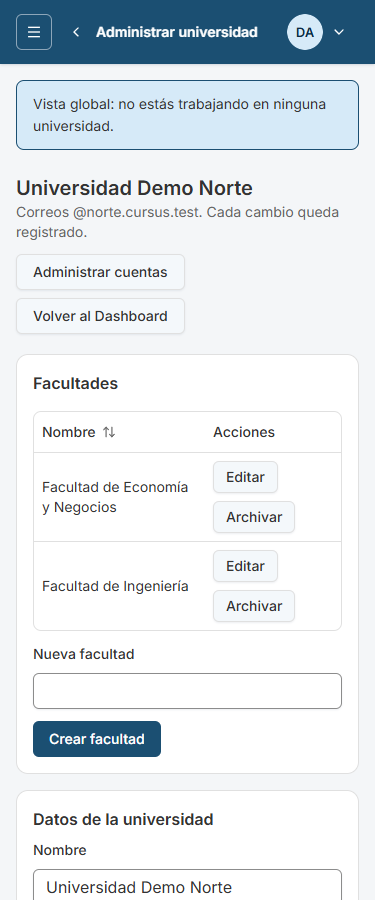 Administrar universidad
DA
Vista global: no estás trabajando en ninguna
universidad.
Universidad Demo Norte
Correos @norte.cursus.test. Cada cambio queda
registrado.
Administrar cuentas
Volver al Dashboard
Facultades
Nombre
Acciones
Facultad de Economía
y Negocios
Editar
Archivar
Facultad de Ingeniería
Editar
Archivar
Nueva facultad
Crear facultad
Datos de la universidad
Nombre
Universidad Demo Norte